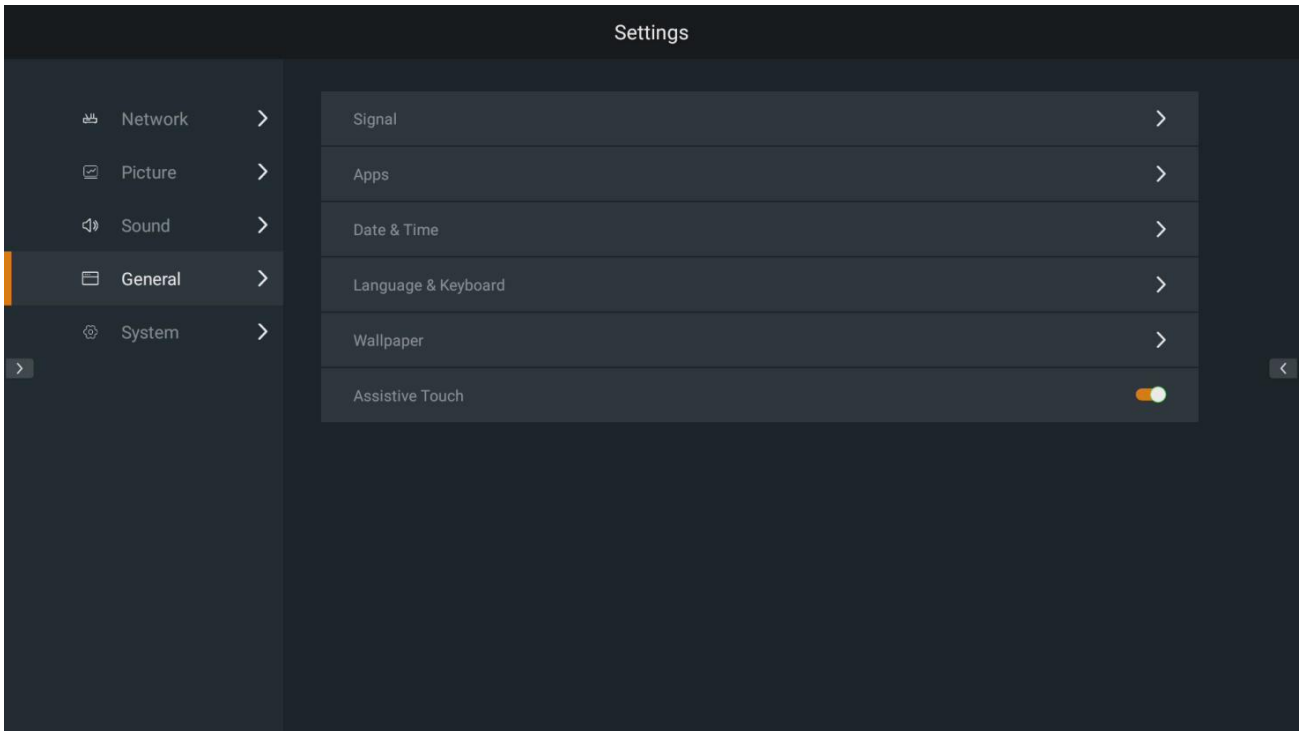 Settings
Network
Picture
Sound
General
System
Signal
Apps
Date & Time
Language & Keyboard
Wallpaper
Assistive Touch